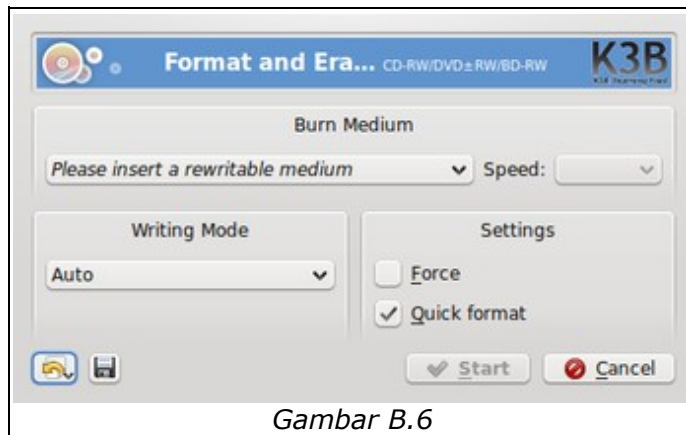 Format and Era... CD-RW/DVD±RW/BD-RW K3B
Burn Medium
Please insert a rewritable medium Speed:
Writing Mode Settings
Auto Force
Quick format
Start Cancel
Gambar B.6